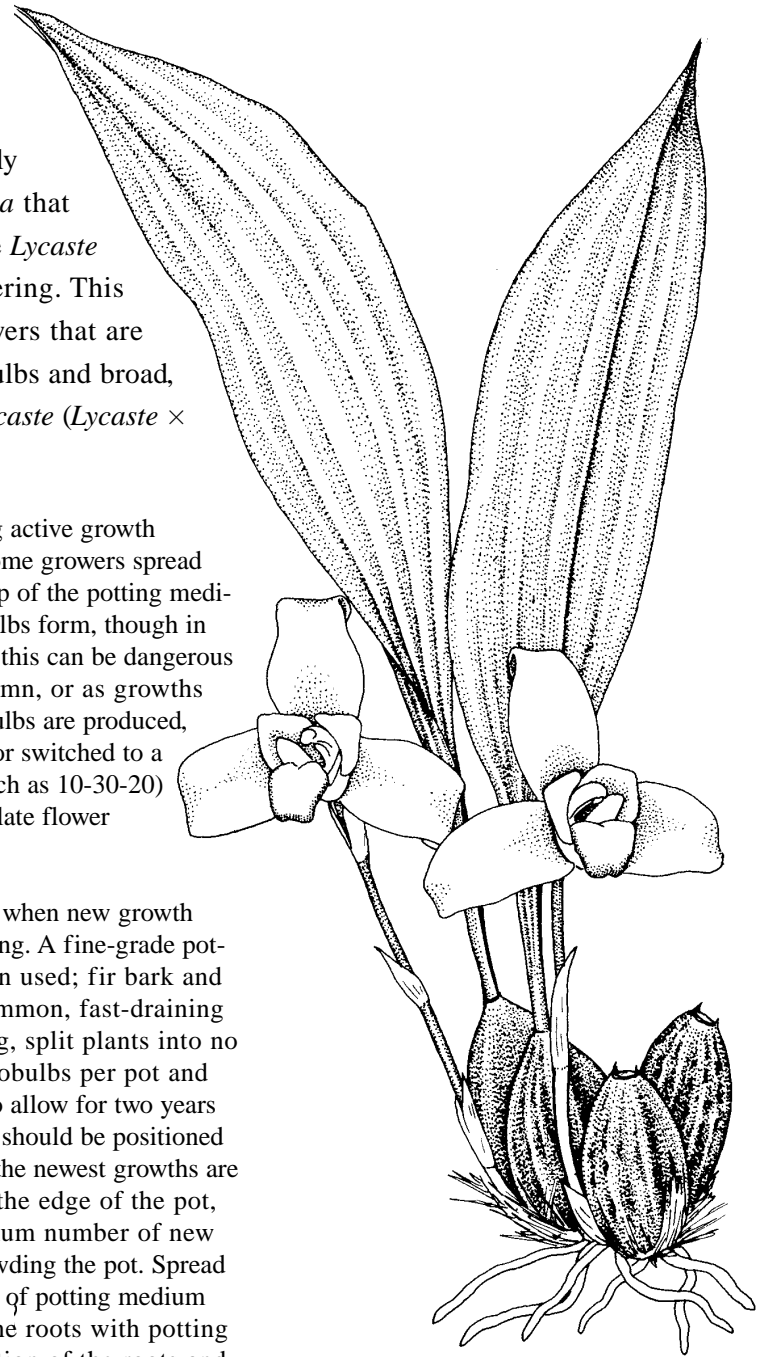 ly
a that
Lycaste
ering. This
wers that are
ulbs and broad,
caste (Lycaste ×
g active growth
ome growers spread
p of the potting medi-
lbs form, though in
this can be dangerous
mn, or as growths
ulbs are produced,
or switched to a
ch as 10-30-20)
late flower
when new growth
ng. A fine-grade pot-
n used; fir bark and
mmon, fast-draining
g, split plants into no
obulbs per pot and
o allow for two years
should be positioned
the newest growths are
the edge of the pot,
um number of new
wding the pot. Spread
of potting medium
he roots with potting